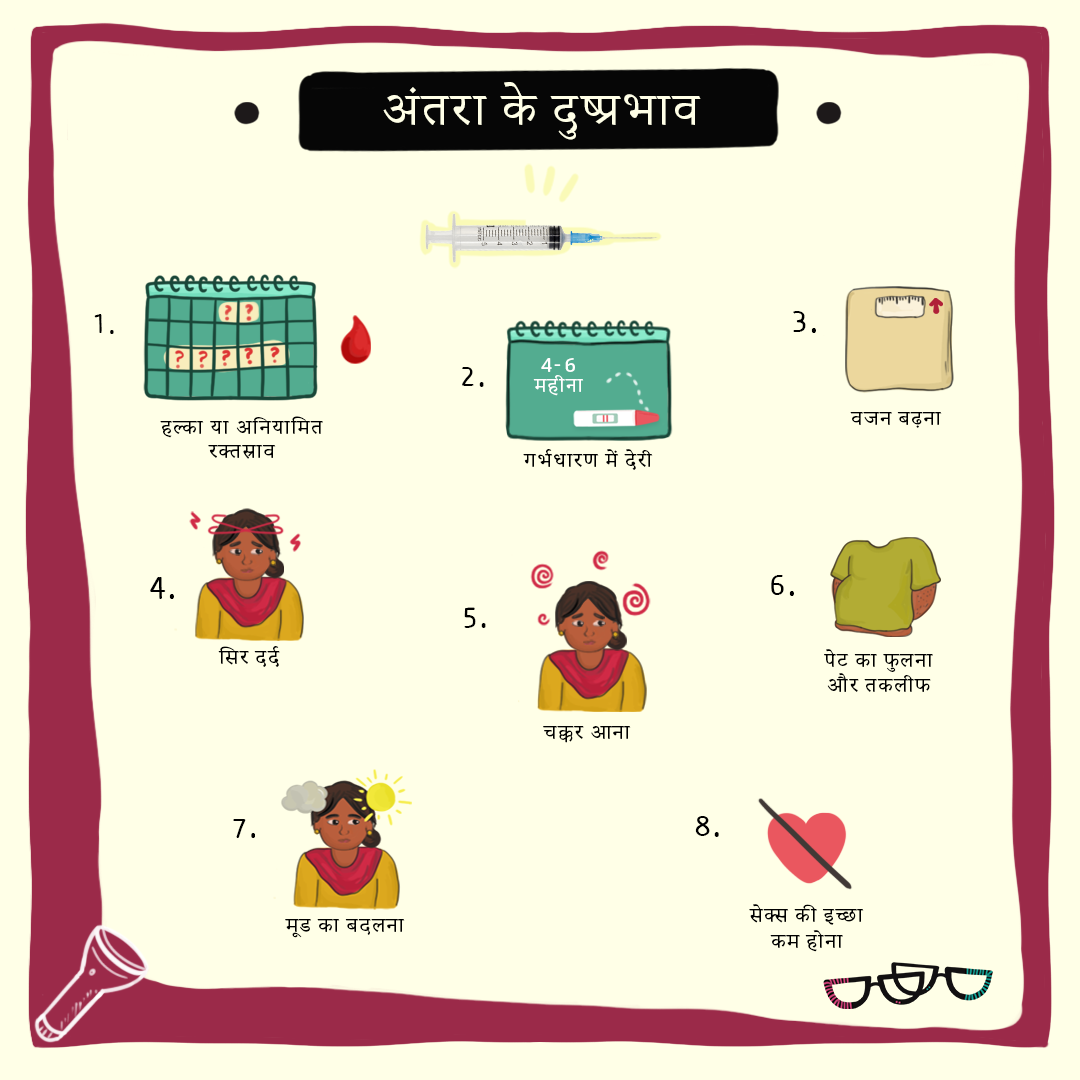 अंतरा के दुष्प्रभाव
1.
हल्का या अनियामित
रक्तस्राव
2.
4-6
महीना
गर्भधारण में देरी
3.
वजन बढ़ना
4.
सिर दर्द
5.
चक्कर आना
6.
पेट का फुलना
और तकलीफ
7.
मूड का बदलना
8.
सेक्स की इच्छा
कम होना